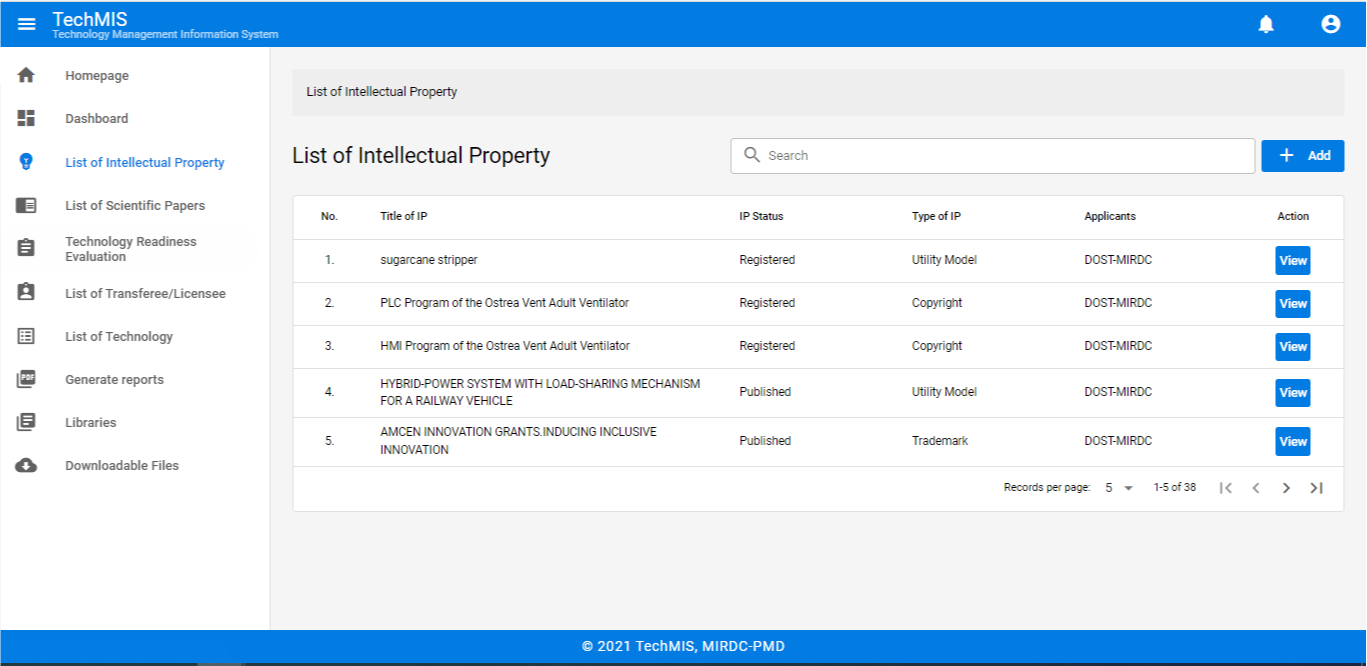 TechMIS
Technology Management Information System
Homepage
Dashboard
List of Intellectual Property
List of Scientific Papers
Technology Readiness
Evaluation
List of Transferee/Licensee
List of Technology
Generate reports
PDF
Libraries
Downloadable Files
List of Intellectual Property
List of Intellectual Property
Search
+ Add
No. Title of IP IP Status Type of IP Applicants Action
1. sugarcane stripper Registered Utility Model DOST-MIRDC View
2. PLC Program of the Ostrea Vent Adult Ventilator Registered Copyright DOST-MIRDC View
3. HMI Program of the Ostrea Vent Adult Ventilator Registered Copyright DOST-MIRDC View
4. HYBRID-POWER SYSTEM WITH LOAD-SHARING MECHANISM
FOR A RAILWAY VEHICLE Published Utility Model DOST-MIRDC View
5. AMCEN INNOVATION GRANTS.INDUCING INCLUSIVE
INNOVATION Published Trademark DOST-MIRDC View
Records per page: 5 1-5 of 38
© 2021 TechMIS, MIRDC-PMD